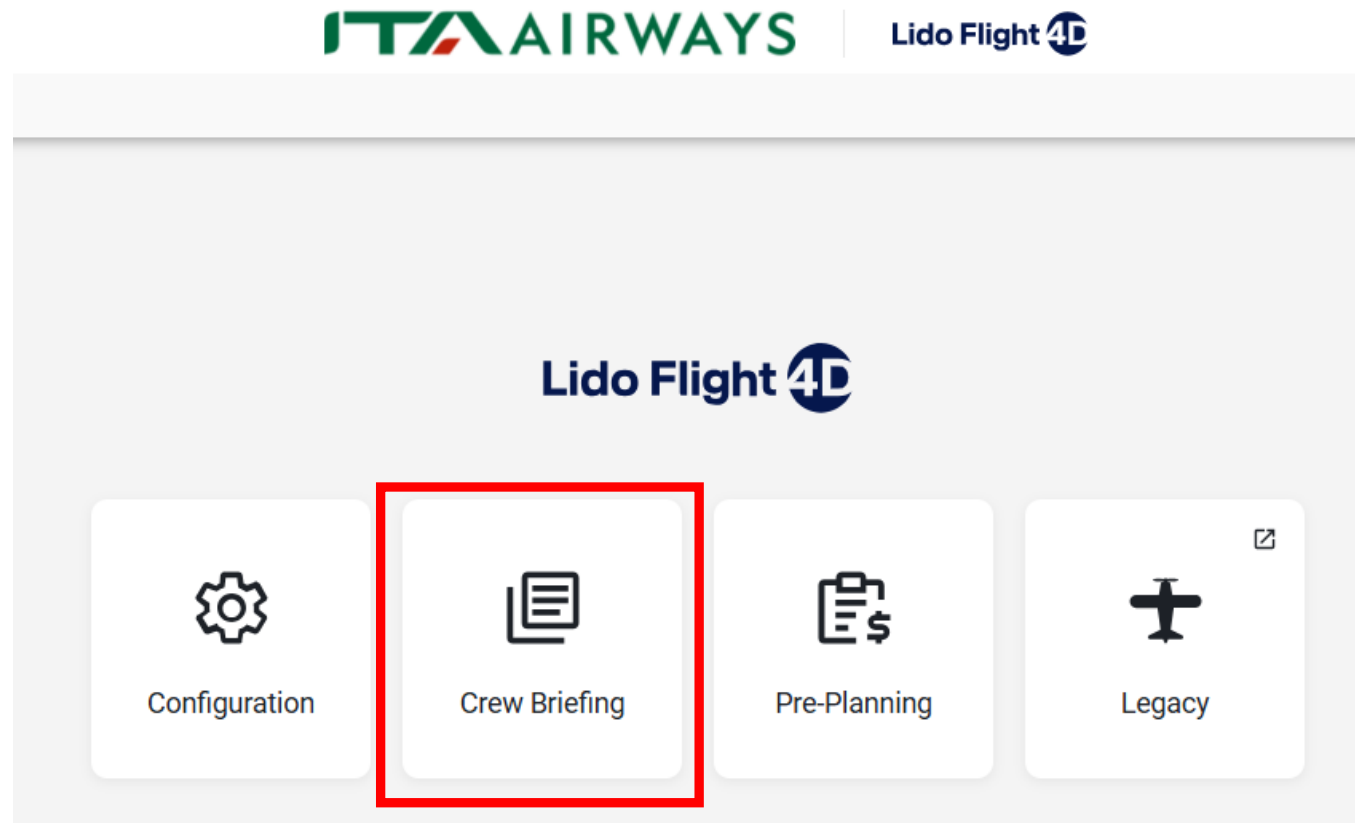 ITA AIRWAYS Lido Flight 4D
Lido Flight 4D
Configuration Crew Briefing Pre-Planning Legacy